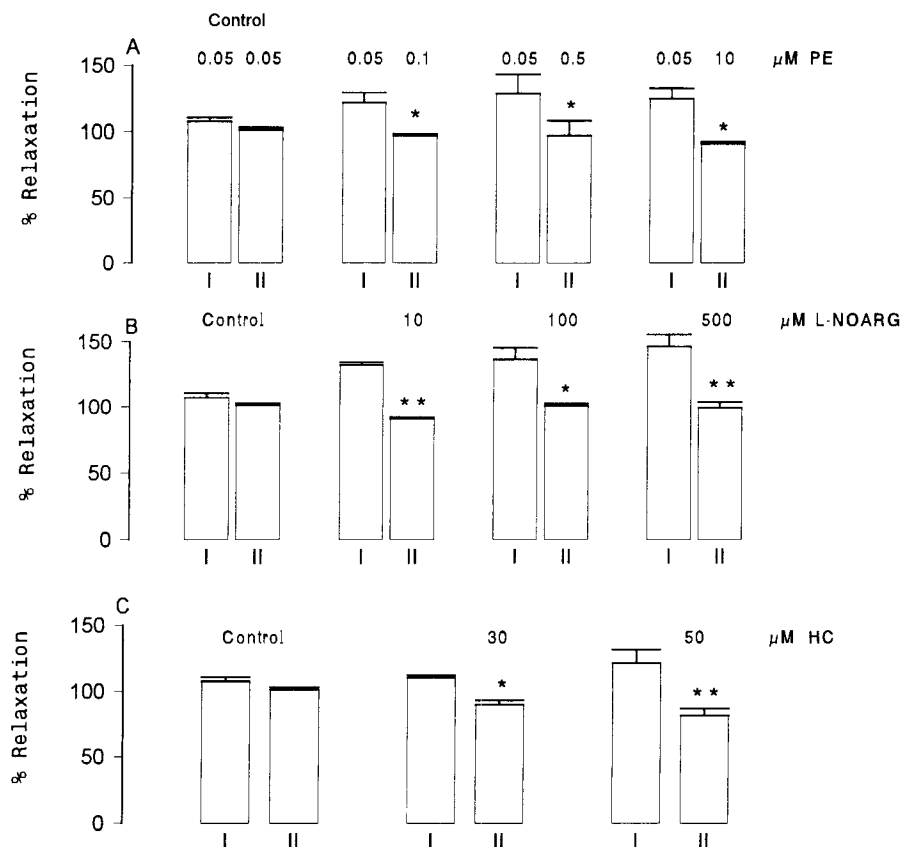 Control
A
0.05 0.05 0.05 0.1 0.05 0.5 0.05 10 μM PE
150
100
50
0
% Relaxation
* * *
I II I II I II I II
B
Control 10 100 500 μM L-NOARG
150
100
50
0
% Relaxation
** * **
I II I II I II I II
C
Control 30 50 μM HC
150
100
50
0
% Relaxation
* **
I II I II I II